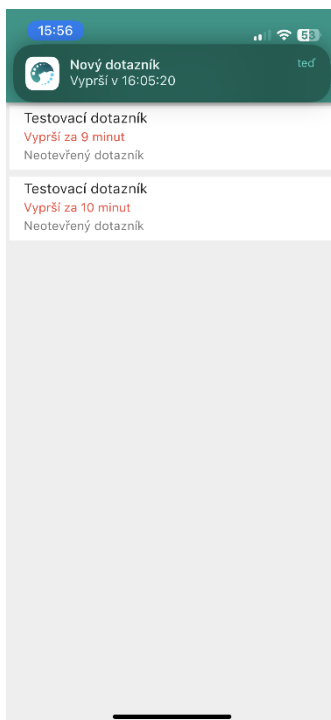 15:56
53
Nový dotazník
teď
Vyprší v 16:05:20
Testovací dotazník
Vyprší za 9 minut
Neotevřený dotazník
Testovací dotazník
Vyprší za 10 minut
Neotevřený dotazník